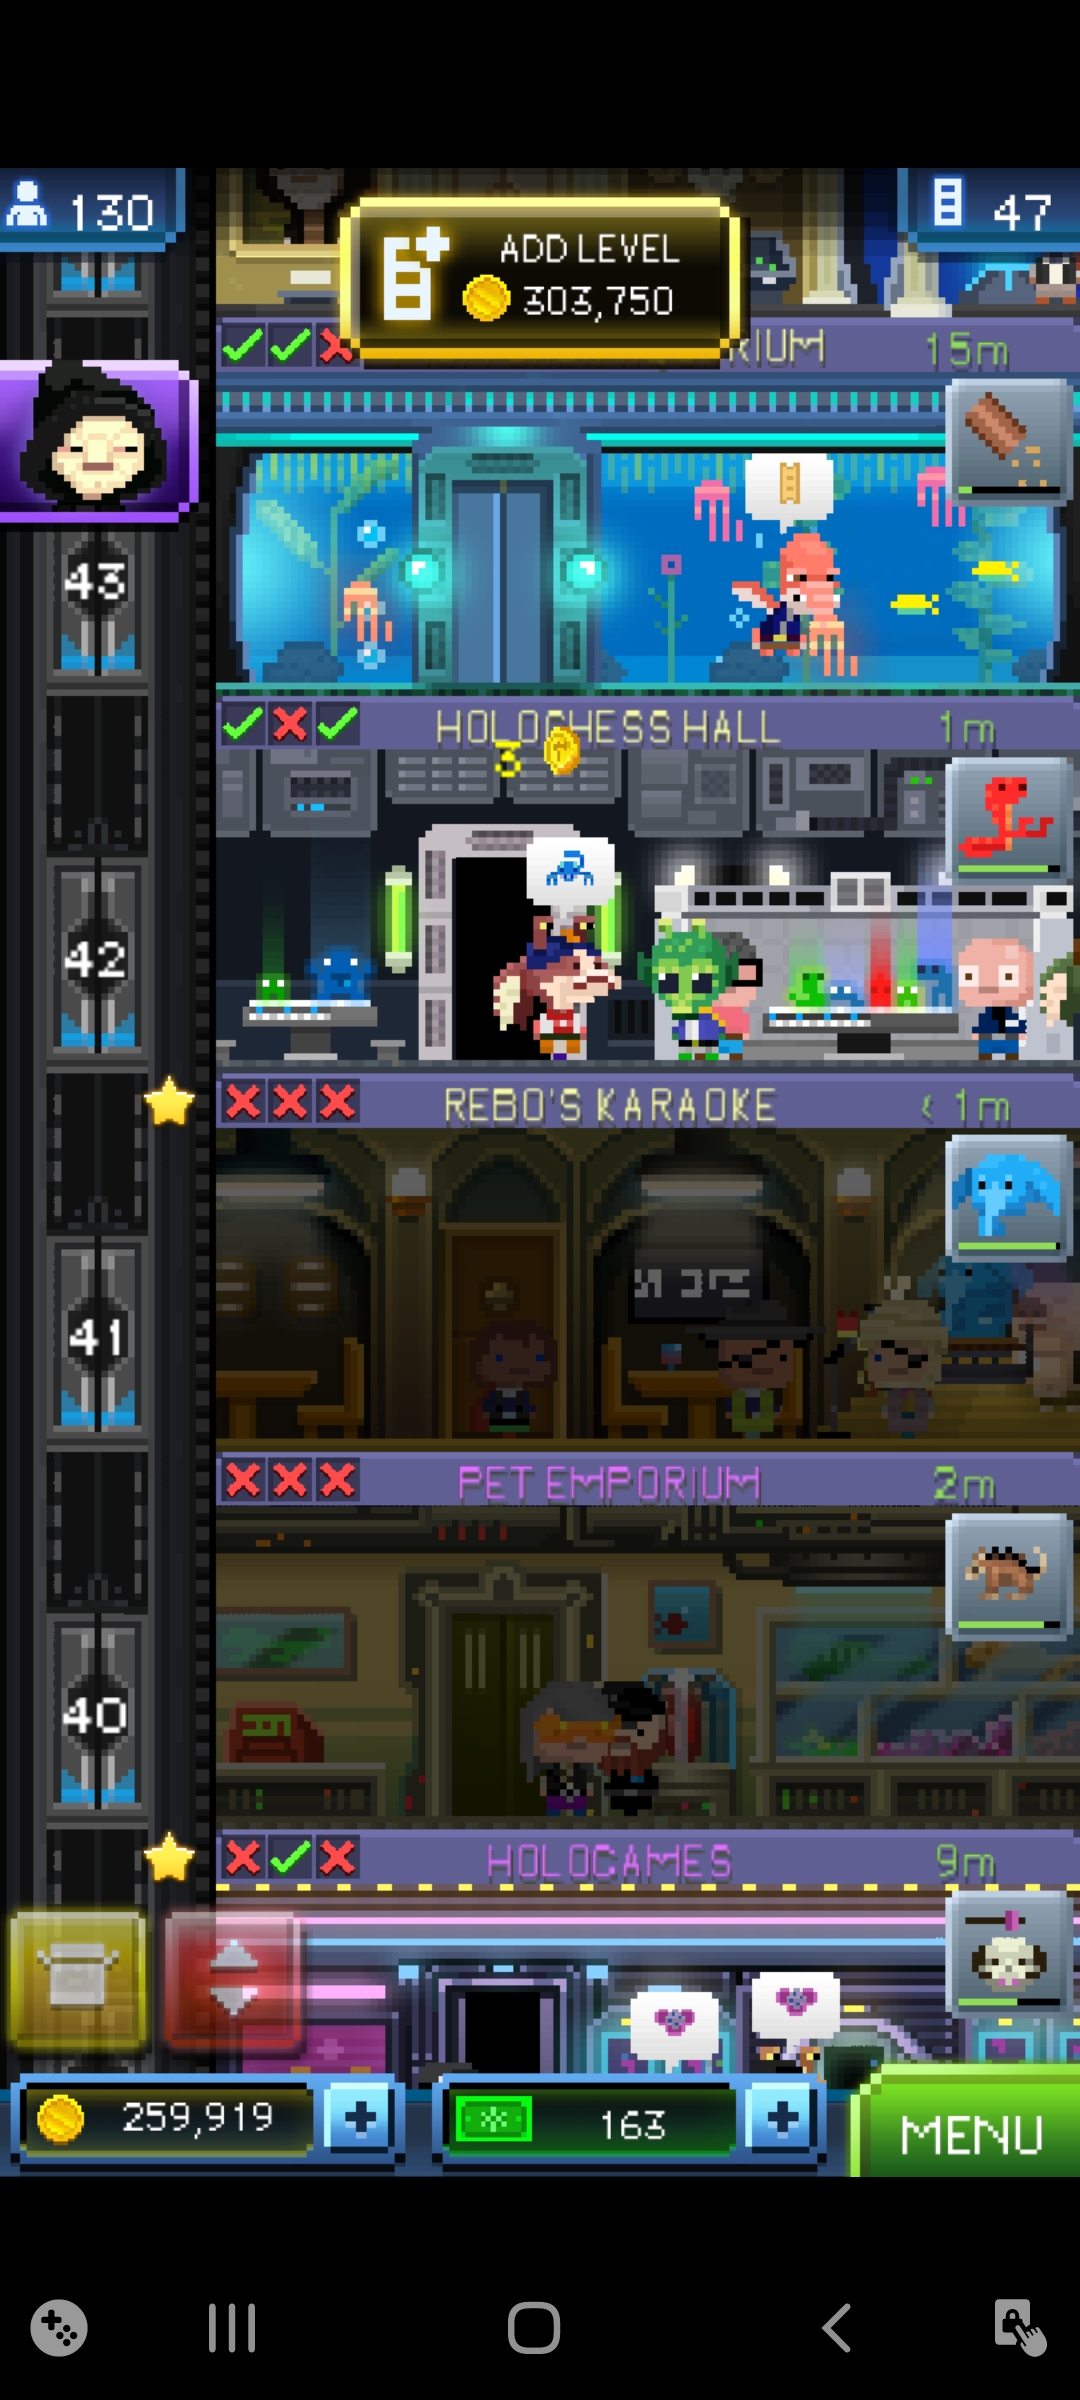 130
47
ADD LEVEL
303,750
RIUM 15m
43
HOLOCHESS HALL 1m
3
42
REBO'S KARAOKE < 1m
41
PET EMPORIUM 2m
40
HOLOGAMES 9m
259,919
163
MENU